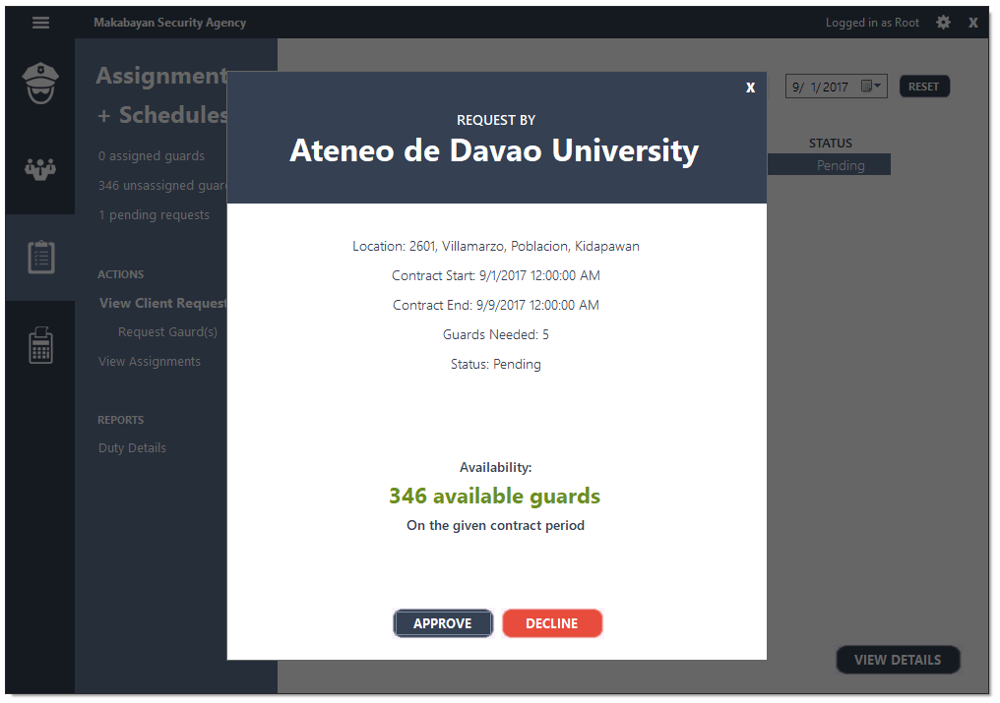 Makabayan Security Agency
Logged in as Root
X
Assignment
+ Schedules
0 assigned guards
346 unassigned guar
1 pending requests
ACTIONS
View Client Request
Request Gaurd(s)
View Assignments
REPORTS
Duty Details
9/ 1/2017
RESET
STATUS
Pending
X
REQUEST BY
Ateneo de Davao University
Location: 2601, Villamarzo, Poblacion, Kidapawan
Contract Start: 9/1/2017 12:00:00 AM
Contract End: 9/9/2017 12:00:00 AM
Guards Needed: 5
Status: Pending
Availability:
346 available guards
On the given contract period
APPROVE
DECLINE
VIEW DETAILS